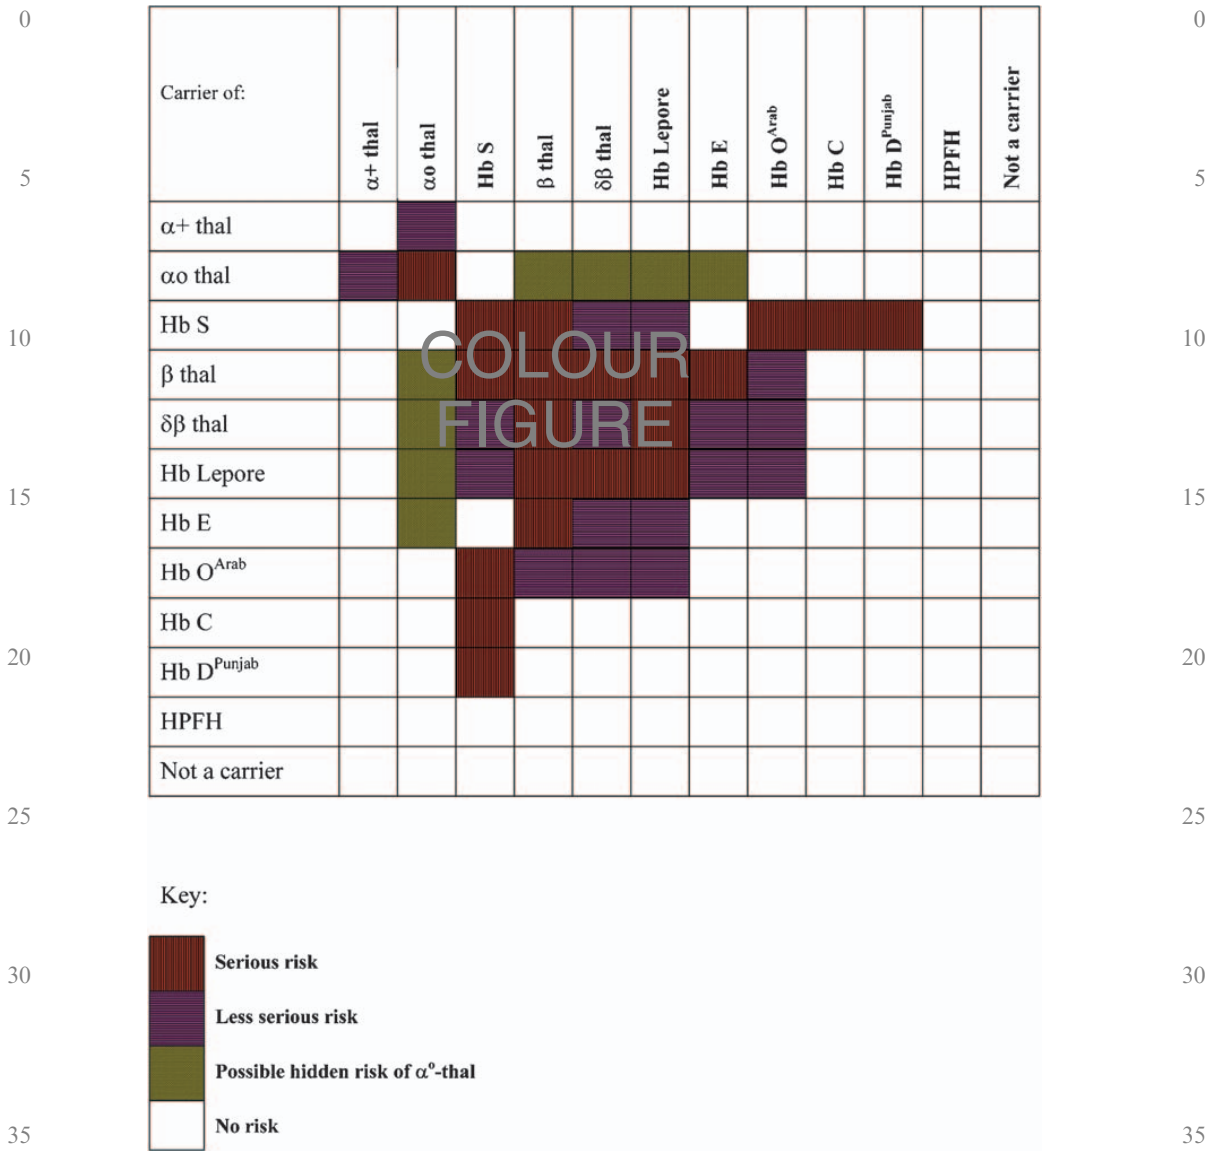 0 0
Carrier of:
α+ thal
αo thal
Hb S
β thal
δβ thal
Hb Lepore
Hb E
Hb O^Arab
Hb C
Hb D^Punjab
HPFH
Not a carrier
5 5
α+ thal
αo thal
Hb S
10 10
COLOUR
β thal
FIGURE
δβ thal
Hb Lepore
15 15
Hb E
Hb O^Arab
Hb C
20 20
Hb D^Punjab
HPFH
Not a carrier
25 25
Key:
Serious risk
30 30
Less serious risk
Possible hidden risk of α^o-thal
No risk
35 35